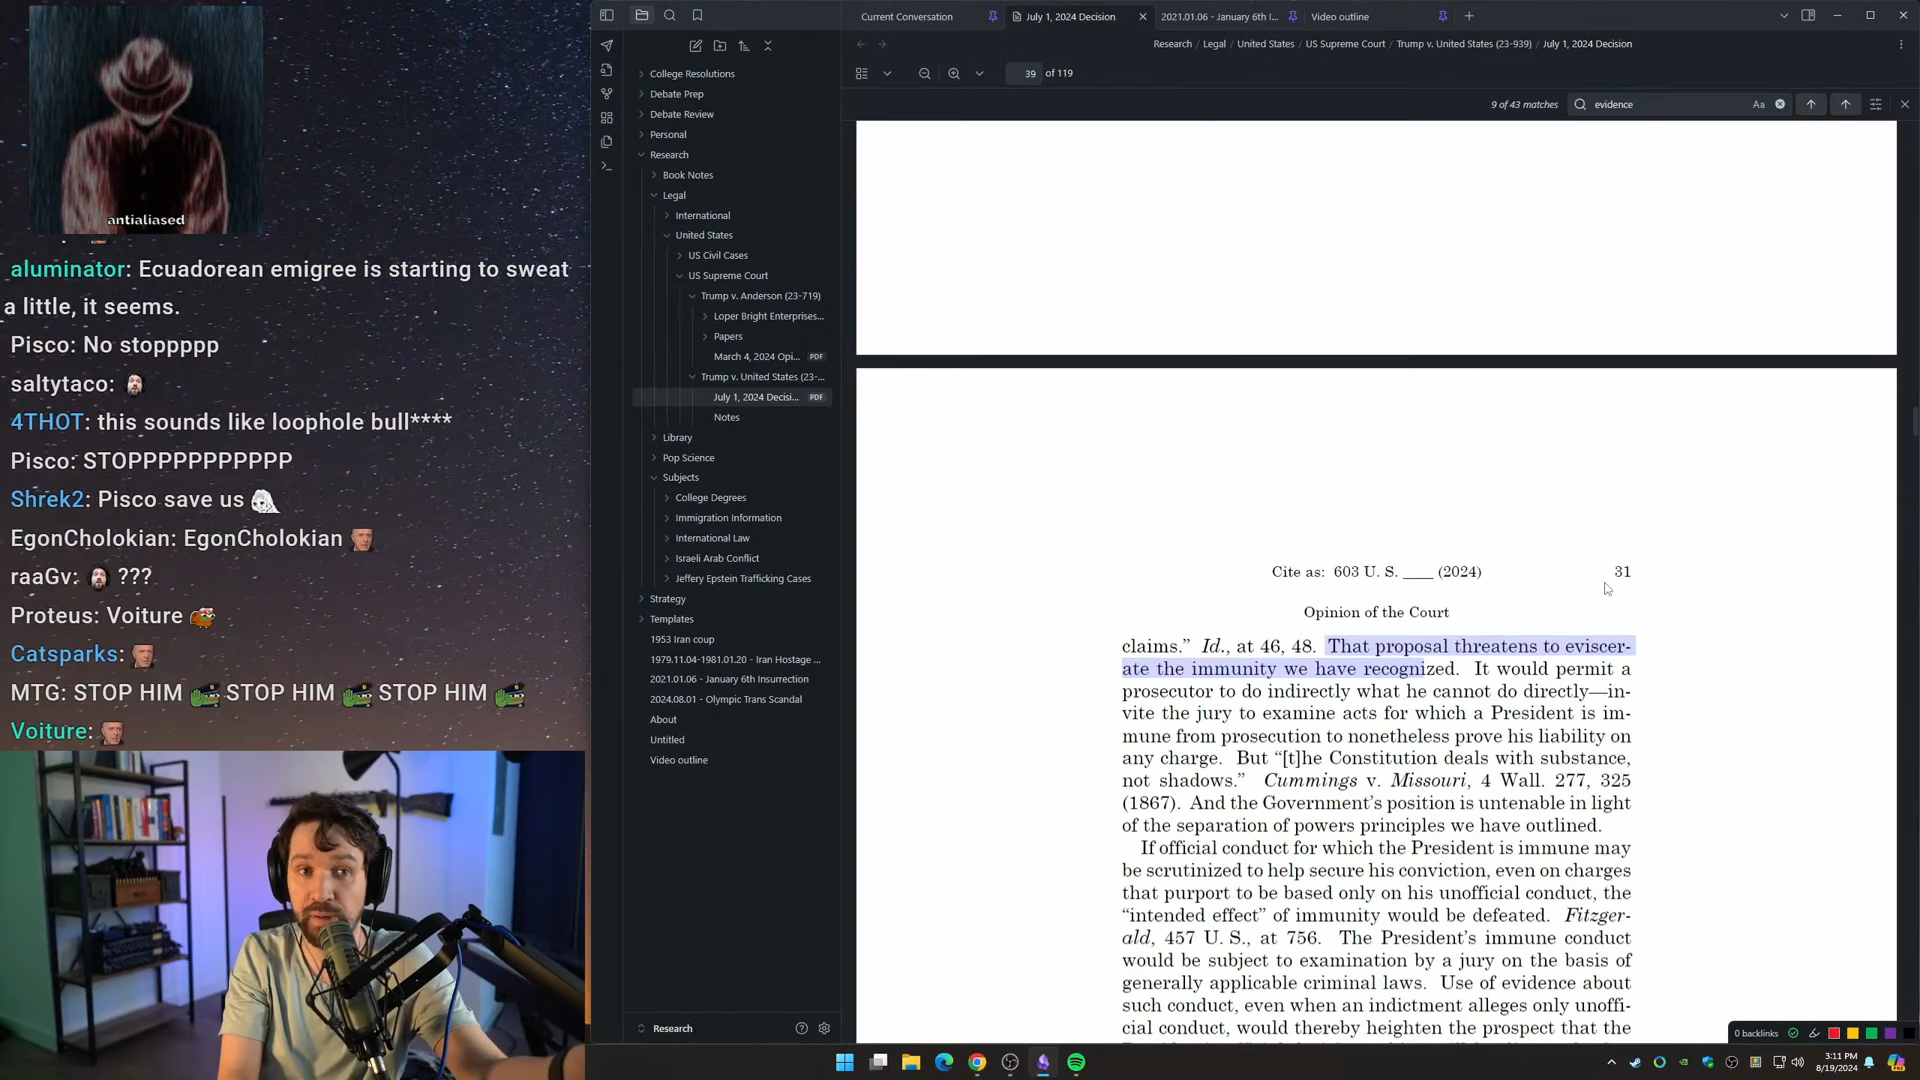 antialiased
aluminator: Ecuadorean emigree is starting to sweat
a little, it seems.
Pisco: No stoppppp
saltytaco:
4THOT: this sounds like loophole bull****
Pisco: STOPPPPPPPPPPP
Shrek2: Pisco save us
EgonCholokian: EgonCholokian
raaGv: ???
Proteus: Voiture
Catsparks:
MTG: STOP HIM STOP HIM STOP HIM
Voiture:
College Resolutions
Debate Prep
Debate Review
Personal
Research
Book Notes
Legal
International
United States
US Civil Cases
US Supreme Court
Trump v. Anderson (23-719)
Loper Bright Enterprises...
Papers
March 4, 2024 Opi... PDF
Trump v. United States (23-...
July 1, 2024 Decisi... PDF
Notes
Library
Pop Science
Subjects
College Degrees
Immigration Information
International Law
Israeli Arab Conflict
Jeffery Epstein Trafficking Cases
Strategy
Templates
1953 Iran coup
1979.11.04-1981.01.20 - Iran Hostage ...
2021.01.06 - January 6th Insurrection
2024.08.01 - Olympic Trans Scandal
About
Untitled
Video outline
Research
Current Conversation
July 1, 2024 Decision
2021.01.06 - January 6th I...
Video outline
Research / Legal / United States / US Supreme Court / Trump v. United States (23-939) / July 1, 2024 Decision
39 of 119
9 of 43 matches
evidence
Aa
Cite as: 603 U. S. ____ (2024) 31
Opinion of the Court
claims.” Id., at 46, 48. That proposal threatens to eviscer-
ate the immunity we have recognized. It would permit a
prosecutor to do indirectly what he cannot do directly—in-
vite the jury to examine acts for which a President is im-
mune from prosecution to nonetheless prove his liability on
any charge. But “[t]he Constitution deals with substance,
not shadows.” Cummings v. Missouri, 4 Wall. 277, 325
(1867). And the Government’s position is untenable in light
of the separation of powers principles we have outlined.
If official conduct for which the President is immune may
be scrutinized to help secure his conviction, even on charges
that purport to be based only on his unofficial conduct, the
“intended effect” of immunity would be defeated. Fitzger-
ald, 457 U. S., at 756. The President’s immune conduct
would be subject to examination by a jury on the basis of
generally applicable criminal laws. Use of evidence about
such conduct, even when an indictment alleges only unoffi-
cial conduct, would thereby heighten the prospect that the
0 backlinks
3:11 PM
8/19/2024